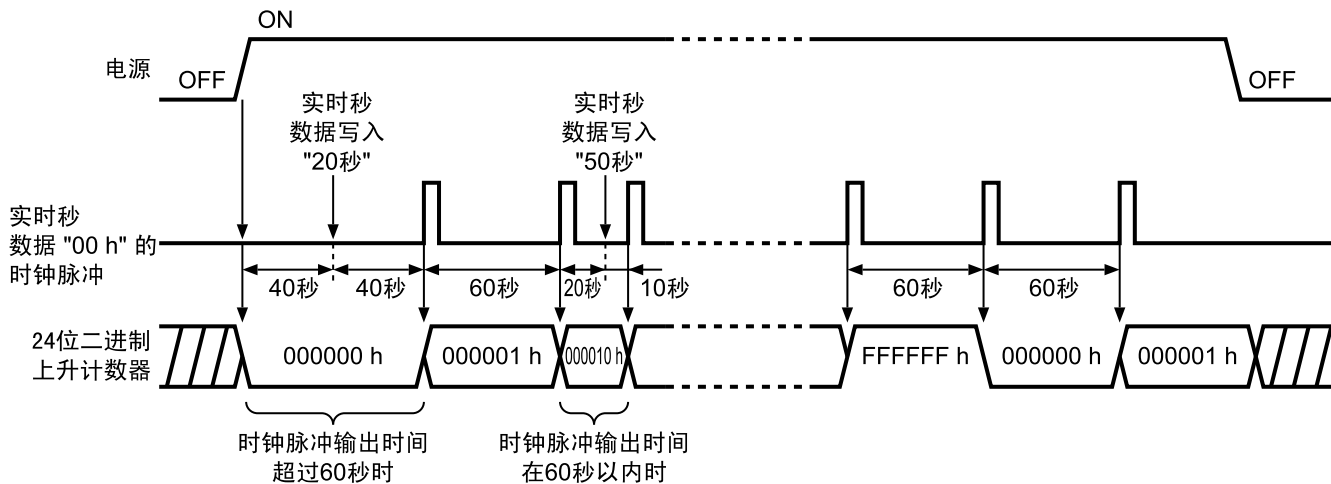 ON
电源
OFF
OFF
实时秒
数据写入
"20秒"
实时秒
数据写入
"50秒"
实时秒
数据 "00 h" 的
时钟脉冲
40秒
40秒
60秒
20秒
10秒
60秒
60秒
24位二进制
上升计数器
000000 h
000001 h
000010 h
FFFFFF h
000000 h
000001 h
时钟脉冲输出时间
超过60秒时
时钟脉冲输出时间
在60秒以内时